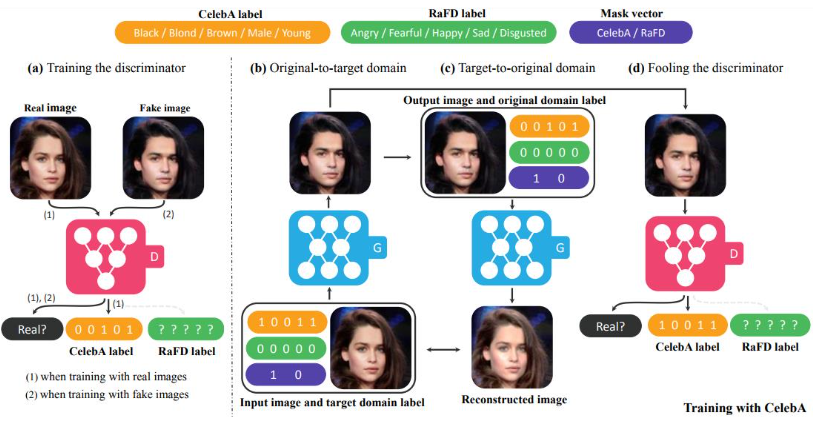 CelebA label
RaFD label
Mask vector
Black / Blond / Brown / Male / Young
Angry / Fearful / Happy / Sad / Disgusted
CelebA / RaFD
(a) Training the discriminator
(b) Original-to-target domain
(c) Target-to-original domain
(d) Fooling the discriminator
Real image
Fake image
(1)
(2)
D
(1), (2)
(1)
Real?
0 0 1 0 1
? ? ? ? ?
CelebA label
RaFD label
(1) when training with real images
(2) when training with fake images
G
1 0 0 1 1
0 0 0 0 0
1 0
Input image and target domain label
Output image and original domain label
0 0 1 0 1
0 0 0 0 0
1 0
G
Reconstructed image
D
Real?
1 0 0 1 1
? ? ? ? ?
CelebA label
RaFD label
Training with CelebA